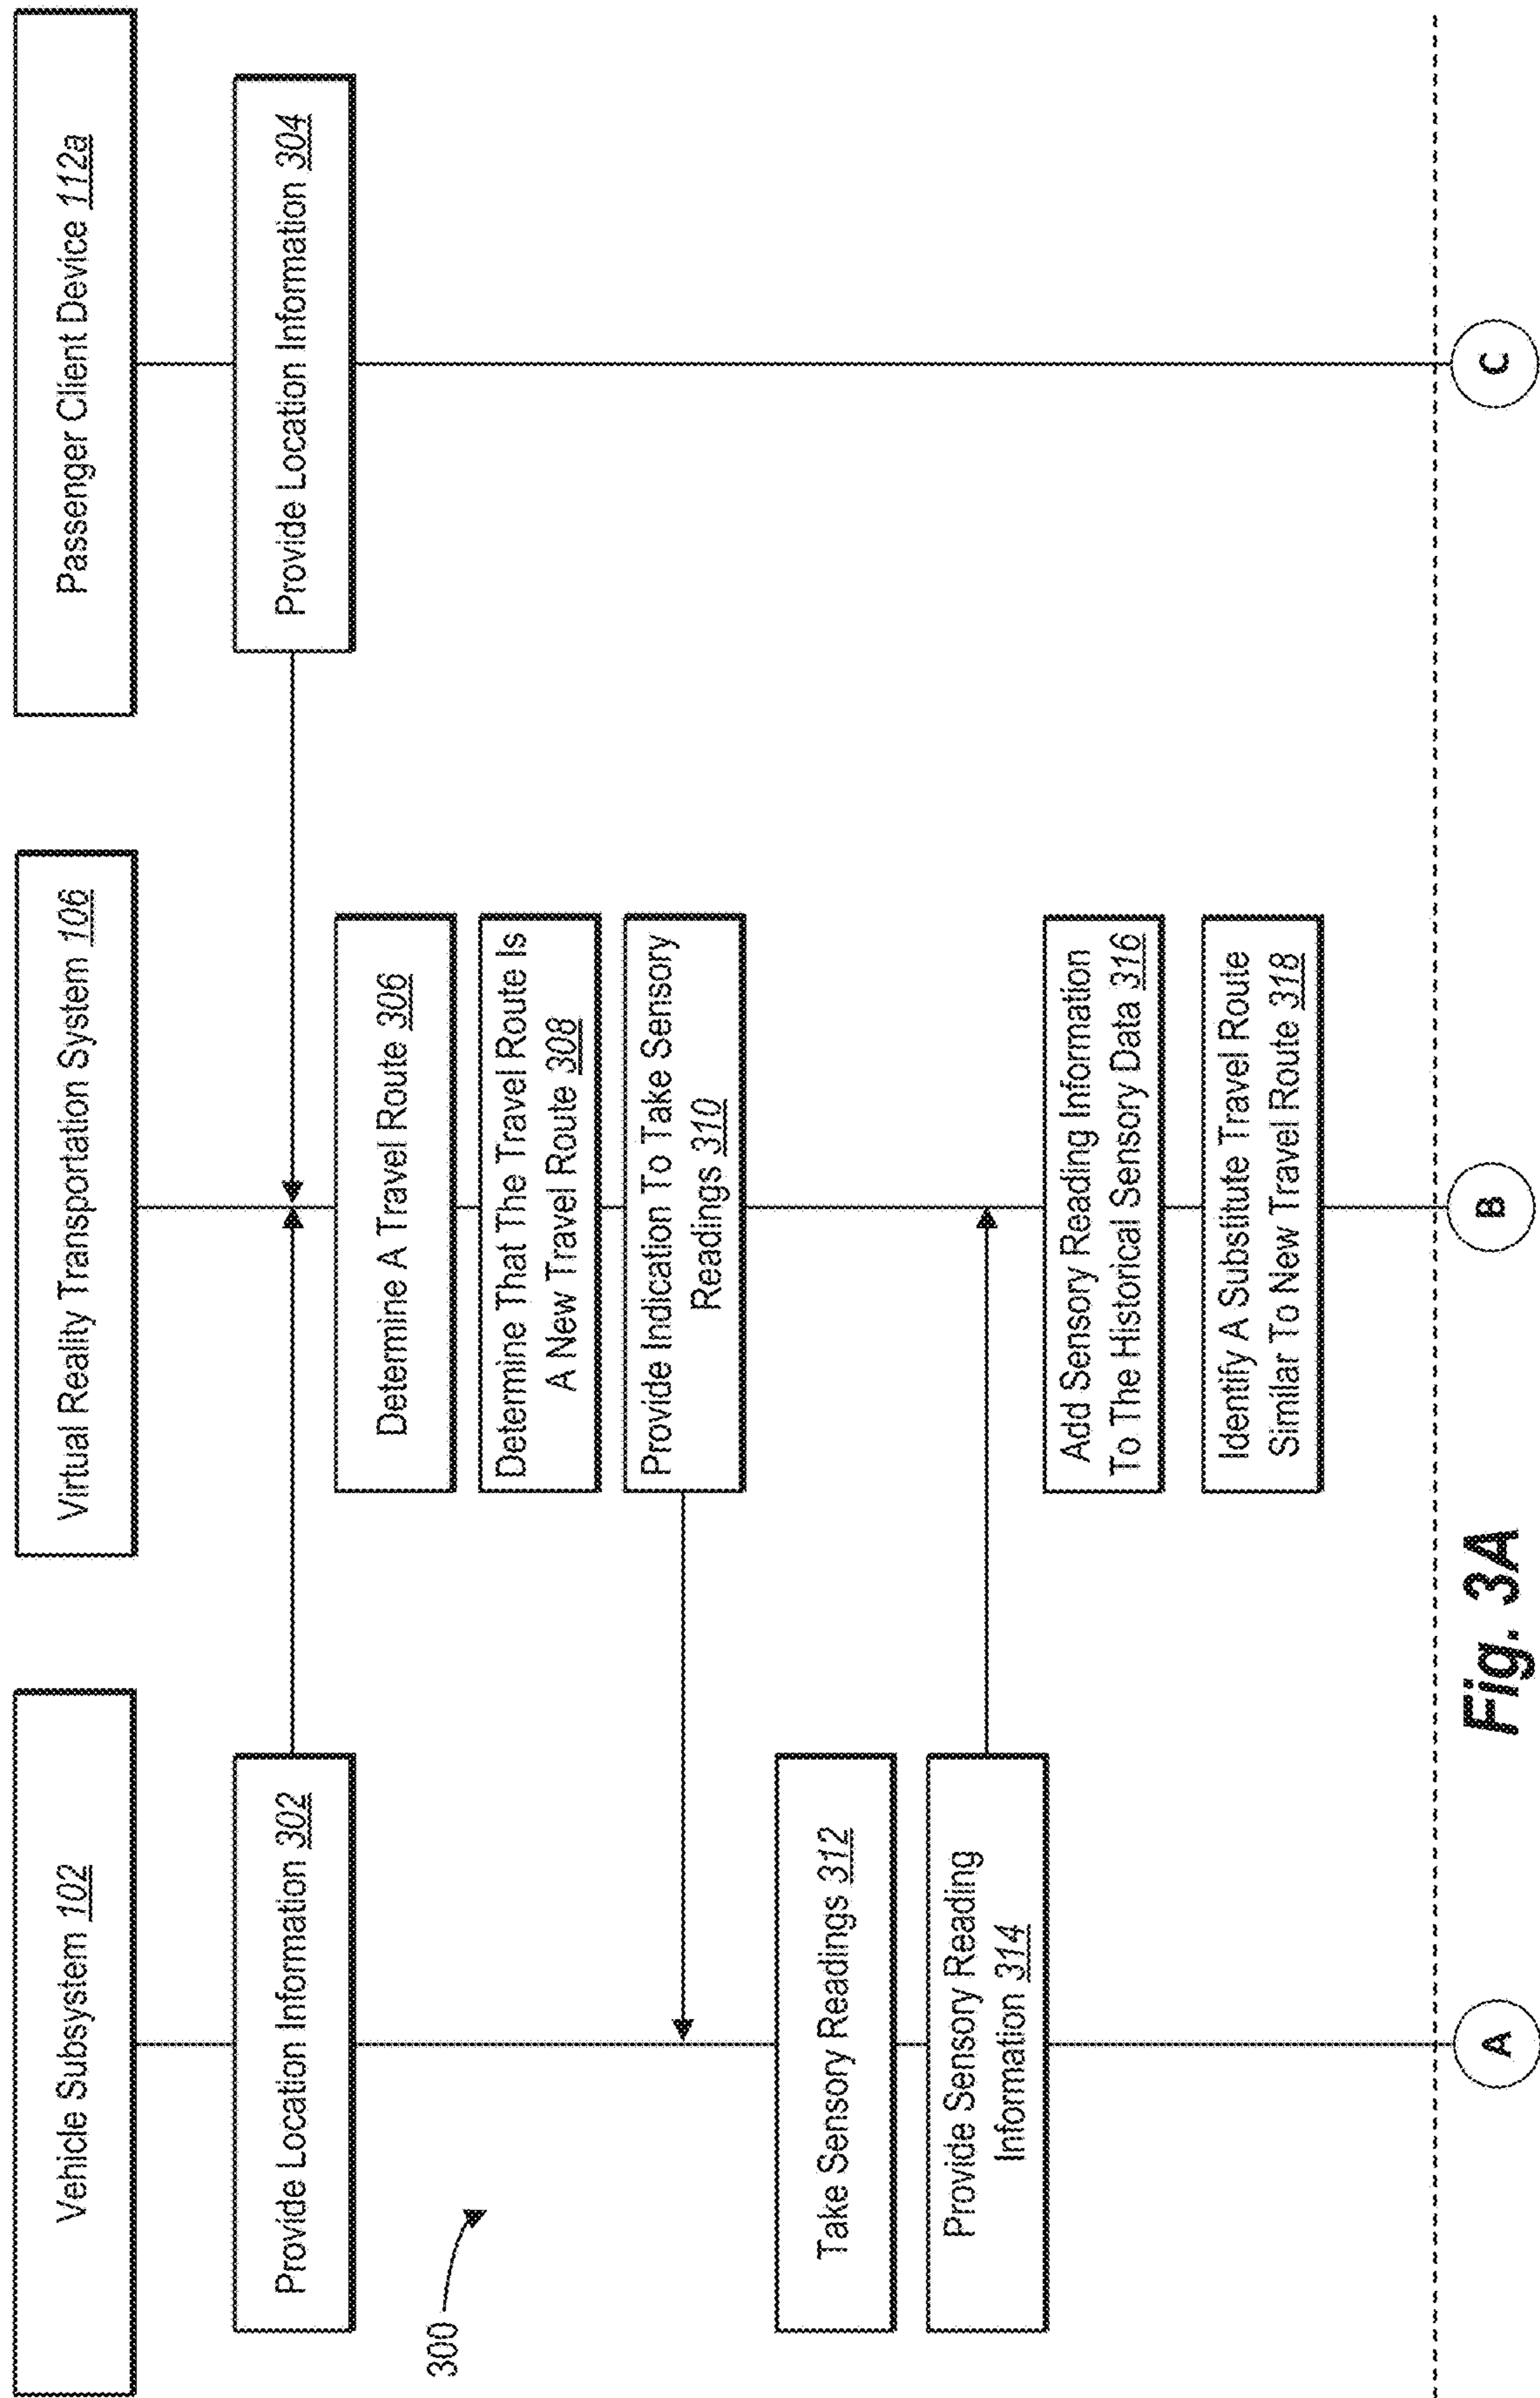 Vehicle Subsystem 102
Virtual Reality Transportation System 106
Passenger Client Device 112a
Provide Location Information 302
Provide Location Information 304
300
Determine A Travel Route 306
Determine That The Travel Route Is
A New Travel Route 308
Provide Indication To Take Sensory
Readings 310
Take Sensory Readings 312
Provide Sensory Reading
Information 314
Add Sensory Reading Information
To The Historical Sensory Data 316
Identify A Substitute Travel Route
Similar To New Travel Route 318
A
B
C
Fig. 3A